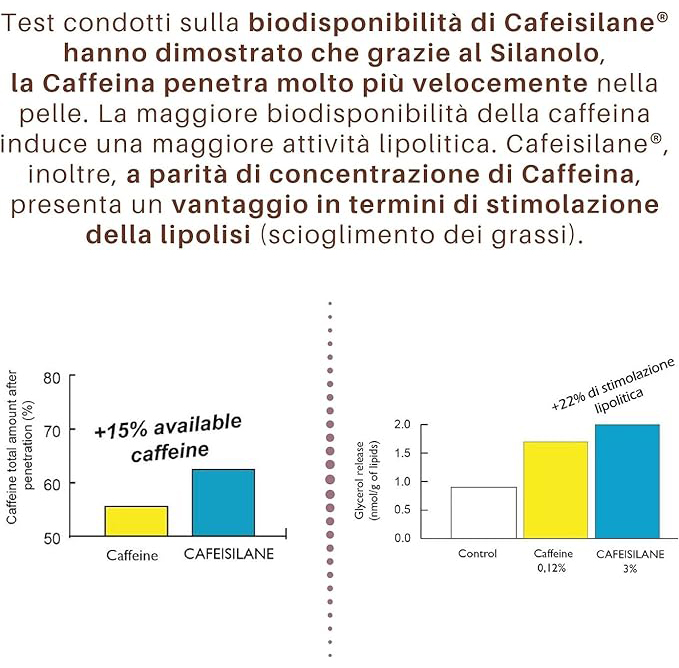 Test condotti sulla biodisponibilità di Cafeisilane®
hanno dimostrato che grazie al Silanolo,
la Caffeina penetra molto più velocemente nella
pelle. La maggiore biodisponibilità della caffeina
induce una maggiore attività lipolitica. Cafeisilane®,
inoltre, a parità di concentrazione di Caffeina,
presenta un vantaggio in termini di stimolazione
della lipolisi (scioglimento dei grassi).
Caffeine total amount after
penetration (%)
80
70
60
50
+15% available
caffeine
Caffeine
CAFEISILANE
+22% di stimolazione
lipolitica
Glycerol release
(nmol/g of lipids)
2.0
1.5
1.0
0.5
0.0
Control
Caffeine
0,12%
CAFEISILANE
3%